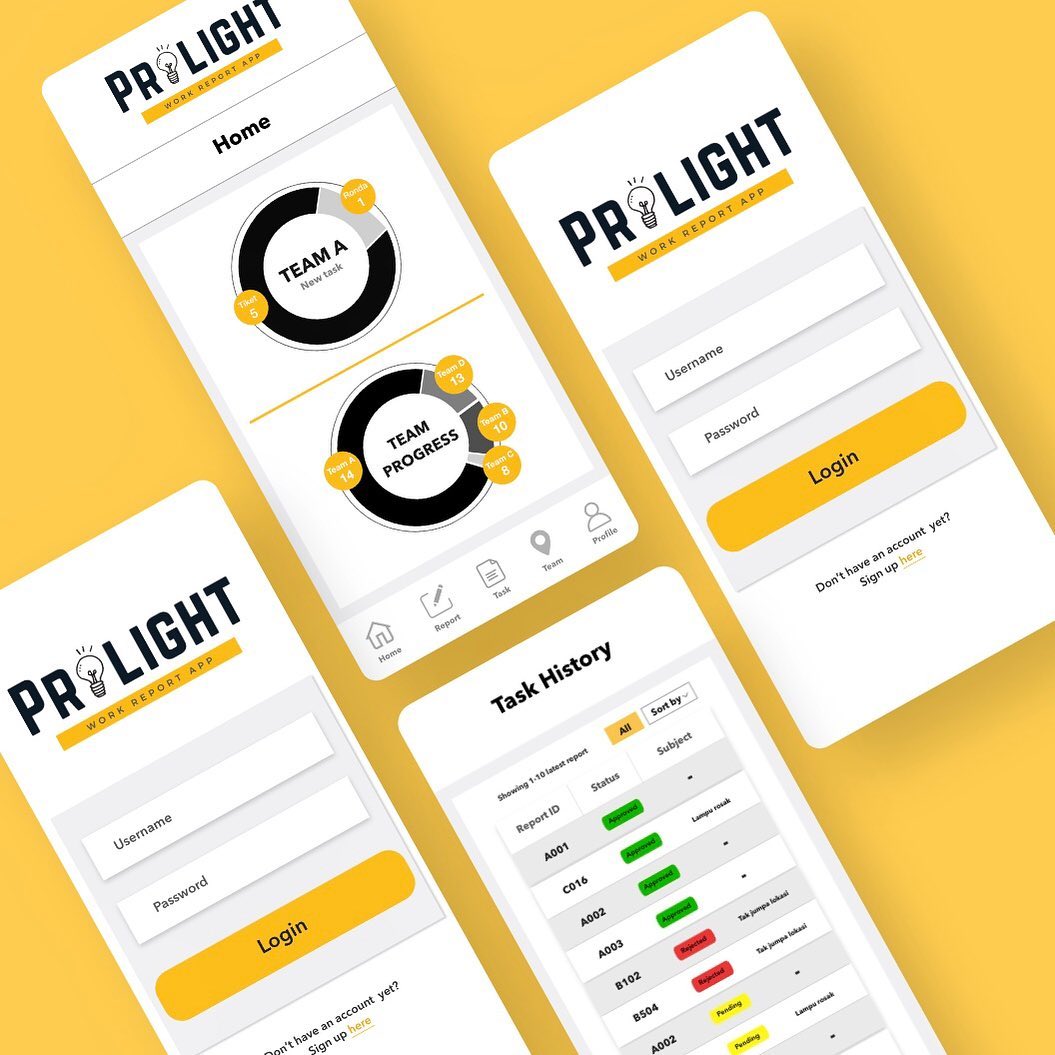 PROLIGHT
WORK REPORT APP
Home
Ronda
1
TEAM A
New task
Tiket
5
Team D
13
Team B
10
Team C
8
TEAM
PROGRESS
Team A
14
Home
Report
Task
Team
Profile
PROLIGHT
WORK REPORT APP
Username
Password
Login
Don't have an account yet?
Sign up here
PROLIGHT
WORK REPORT APP
Username
Password
Login
Don't have an account yet?
Sign up here
Task History
Showing 1-10 latest report
All
Sort by
Report ID Status Subject
A001 Approved -
C016 Approved Lampu rosak
A002 Approved -
A003 Approved -
B102 Rejected Tak jumpa lokasi
B504 Rejected Tak jumpa lokasi
A002 Pending -
Pending Lampu rosak
-